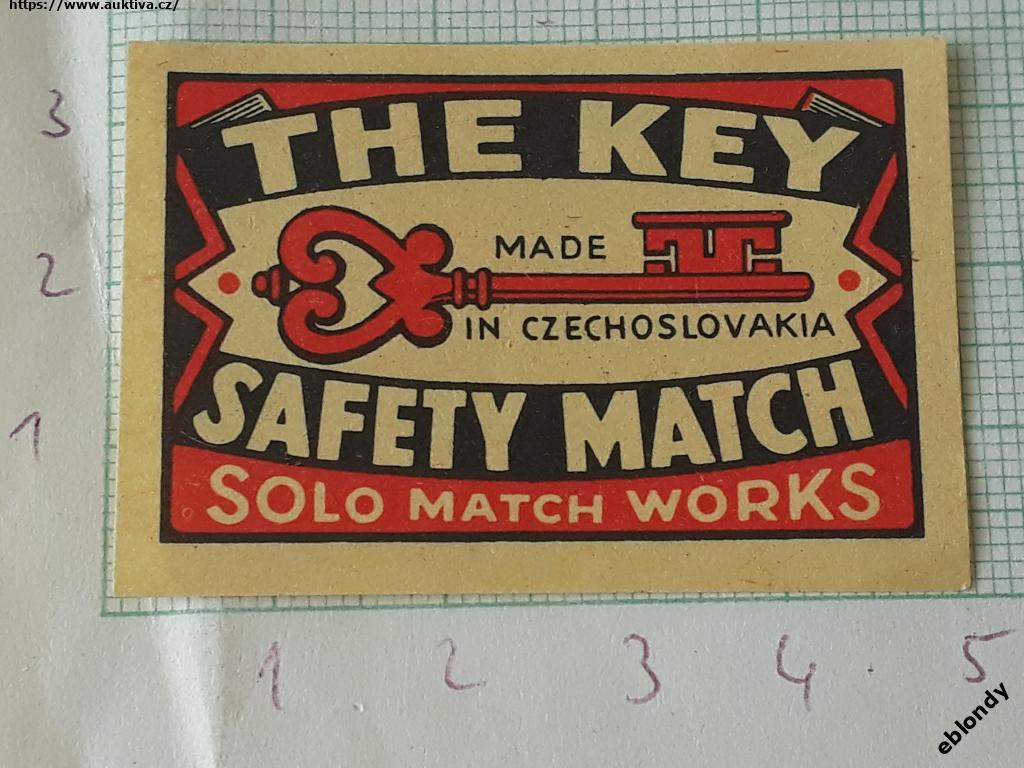 https://www.auktiva.cz/
THE KEY
MADE
IN CZECHOSLOVAKIA
SAFETY MATCH
SOLO MATCH WORKS
3
2
1
1 2 3 4 5
eblondy